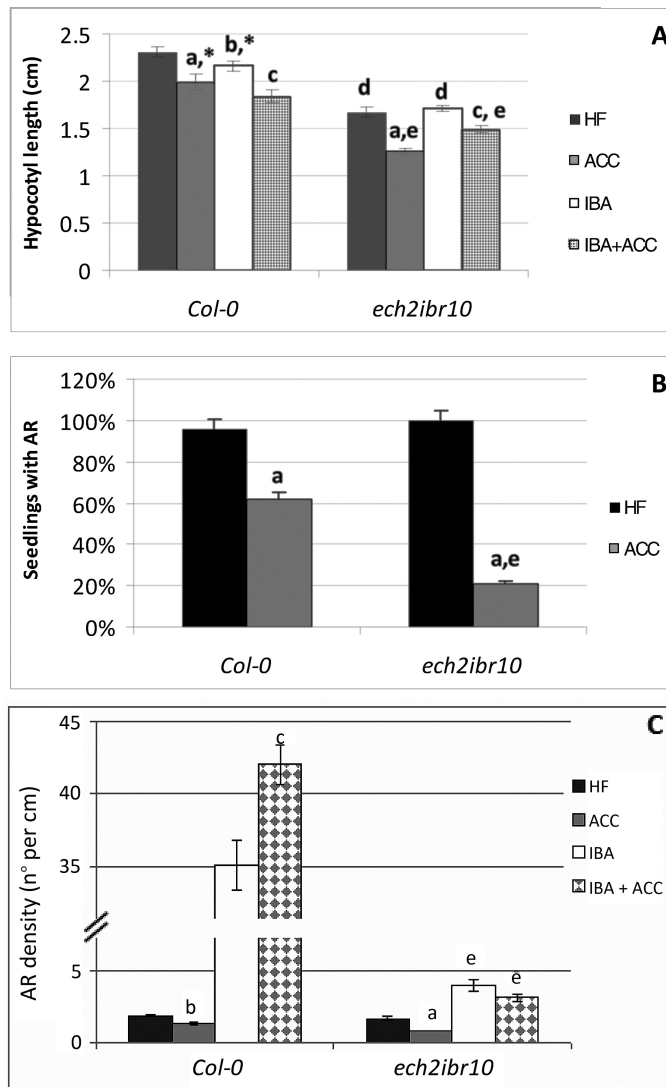 A
Hypocotyl length (cm)
2.5
2
1.5
1
0.5
0
a,*
b,*
c
d
a,e
d
c, e
HF
ACC
IBA
IBA+ACC
Col-0
ech2ibr10
B
Seedlings with AR
120%
100%
80%
60%
40%
20%
0%
a
a,e
HF
ACC
Col-0
ech2ibr10
C
AR density (n° per cm)
45
40
35
5
0
b
c
a
e
e
HF
ACC
IBA
IBA + ACC
Col-0
ech2ibr10